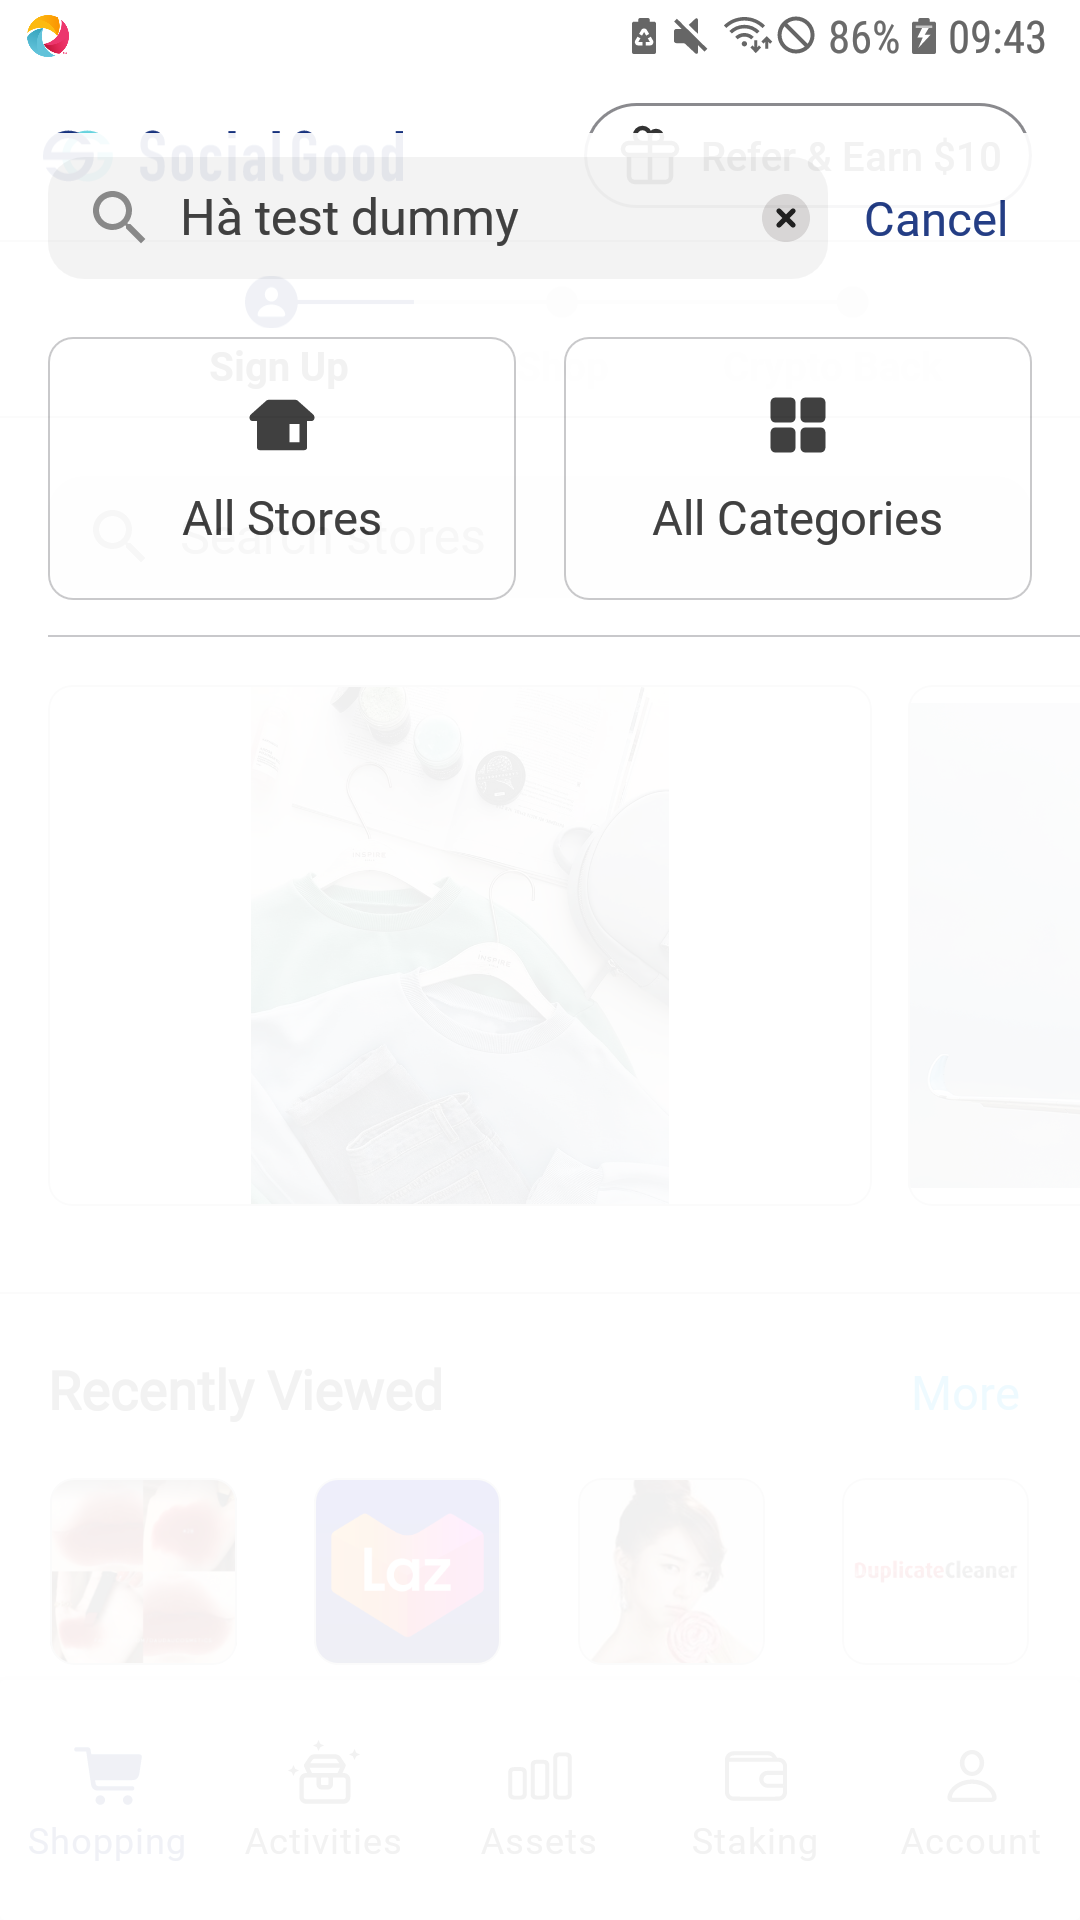 86% 09:43
SocialGood
Refer & Earn $10
Hà test dummy
Cancel
Sign Up
Shop
Crypto Back
All Stores
All Categories
Search stores
Recently Viewed
More
Laz
DuplicateCleaner
Shopping
Activities
Assets
Staking
Account